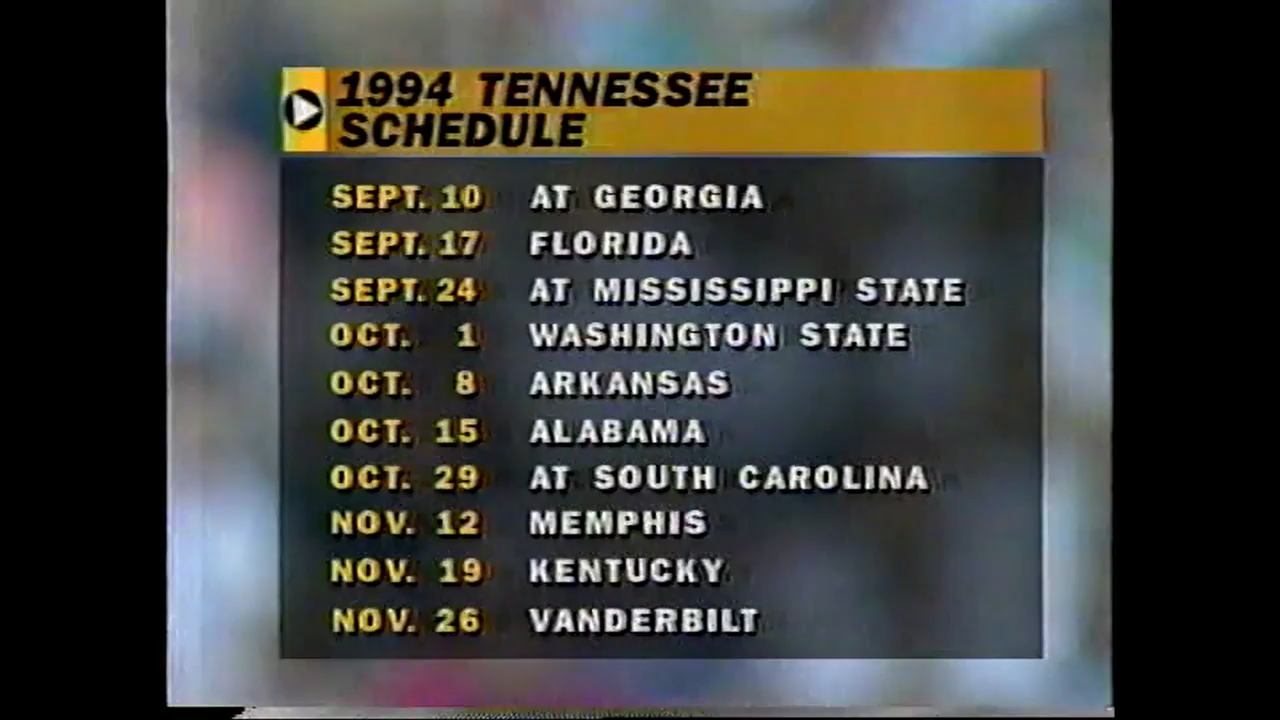 1994 TENNESSEE
SCHEDULE
SEPT. 10 AT GEORGIA
SEPT. 17 FLORIDA
SEPT. 24 AT MISSISSIPPI STATE
OCT. 1 WASHINGTON STATE
OCT. 8 ARKANSAS
OCT. 15 ALABAMA
OCT. 29 AT SOUTH CAROLINA
NOV. 12 MEMPHIS
NOV. 19 KENTUCKY
NOV. 26 VANDERBILT